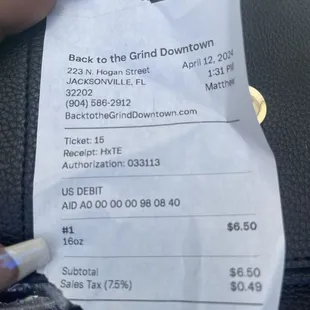 Back to the Grind Downtown
223 N. Hogan Street
April 12, 2024
JACKSONVILLE, FL
1:31 PM
32202
Matthew
(904) 586-2912
BacktotheGrindDowntown.com
Ticket: 15
Receipt: HxTE
Authorization: 033113
US DEBIT
AID A0 00 00 00 98 08 40
#1 $6.50
16oz
Subtotal $6.50
Sales Tax (7.5%) $0.49